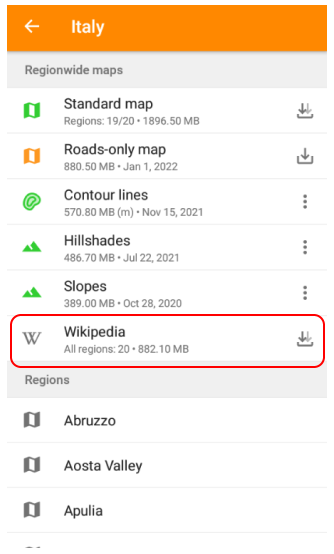 Italy
Regionwide maps
Standard map
Regions: 19/20 • 1896.50 MB
Roads-only map
880.50 MB • Jan 1, 2022
Contour lines
570.80 MB (m) • Nov 15, 2021
Hillshades
486.70 MB • Jul 22, 2021
Slopes
389.00 MB • Oct 28, 2020
W Wikipedia
All regions: 20 • 882.10 MB
Regions
Abruzzo
Aosta Valley
Apulia